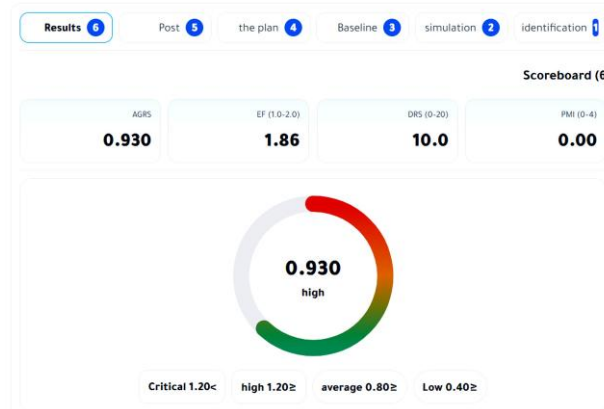 Results 6 Post 5 the plan 4 Baseline 3 simulation 2 identification 1
Scoreboard (6
AGRS EF (1.0-2.0) DRS (0-20) PMI (0-4)
0.930 1.86 10.0 0.00
0.930
high
Critical 1.20< high 1.20≥ average 0.80≥ Low 0.40≥